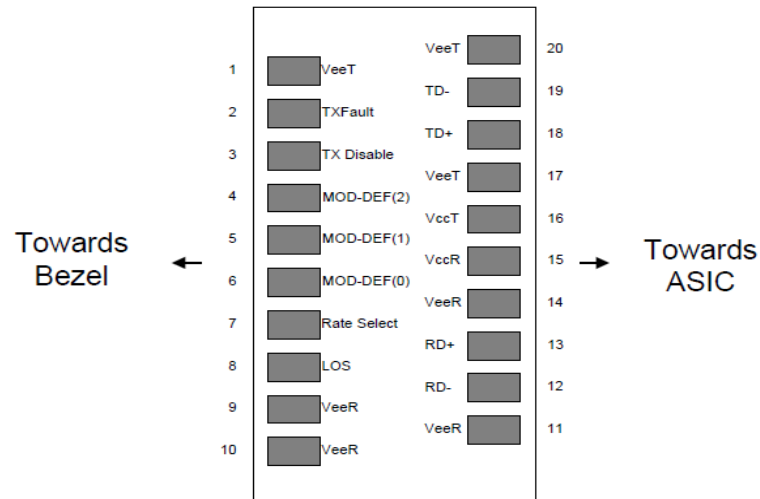 VeeT 20
1 VeeT
TD- 19
2 TXFault
TD+ 18
3 TX Disable
VeeT 17
4 MOD-DEF(2)
VccT 16
5 MOD-DEF(1)
Towards
Bezel
VccR 15
Towards
ASIC
6 MOD-DEF(0)
VeeR 14
7 Rate Select
RD+ 13
8 LOS
RD- 12
9 VeeR
VeeR 11
10 VeeR